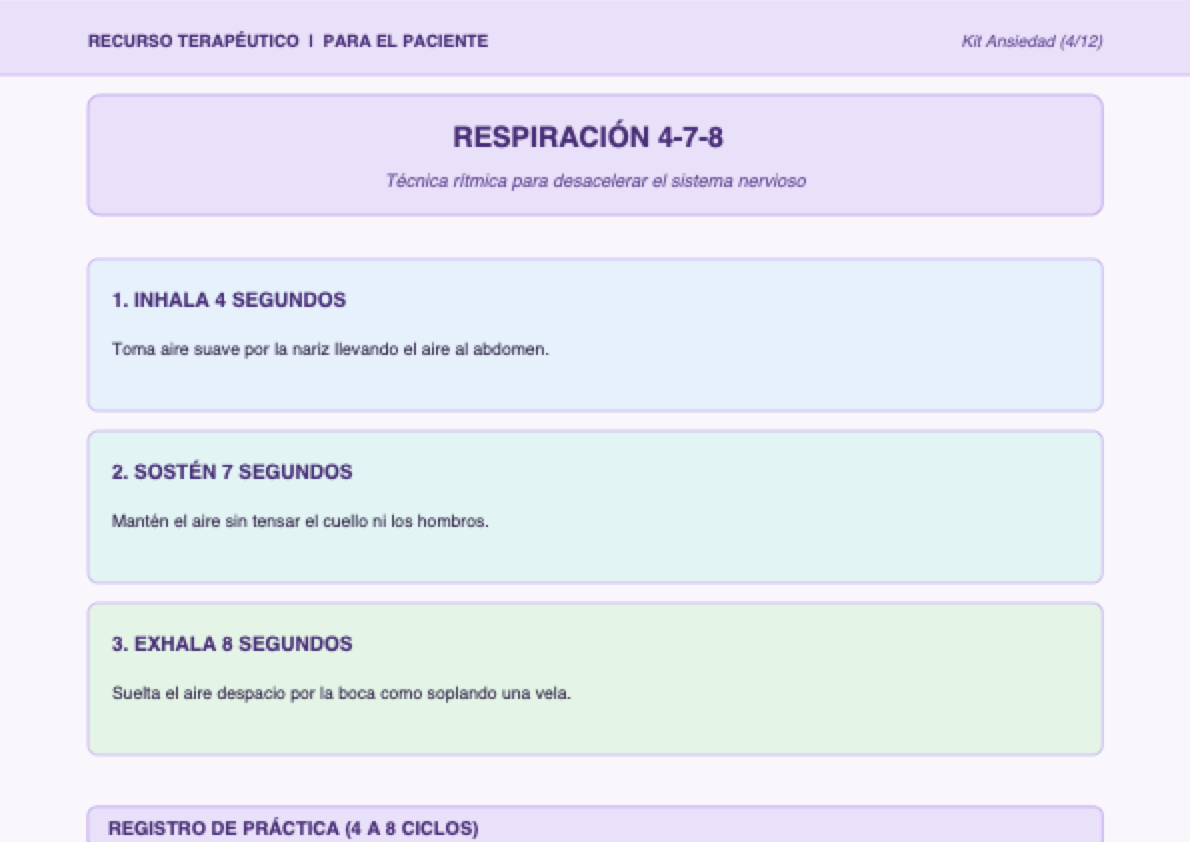 RECURSO TERAPÉUTICO | PARA EL PACIENTE
Kit Ansiedad (4/12)
RESPIRACIÓN 4-7-8
Técnica rítmica para desacelerar el sistema nervioso
1. INHALA 4 SEGUNDOS
Toma aire suave por la nariz llevando el aire al abdomen.
2. SOSTÉN 7 SEGUNDOS
Mantén el aire sin tensar el cuello ni los hombros.
3. EXHALA 8 SEGUNDOS
Suelta el aire despacio por la boca como soplando una vela.
REGISTRO DE PRÁCTICA (4 A 8 CICLOS)